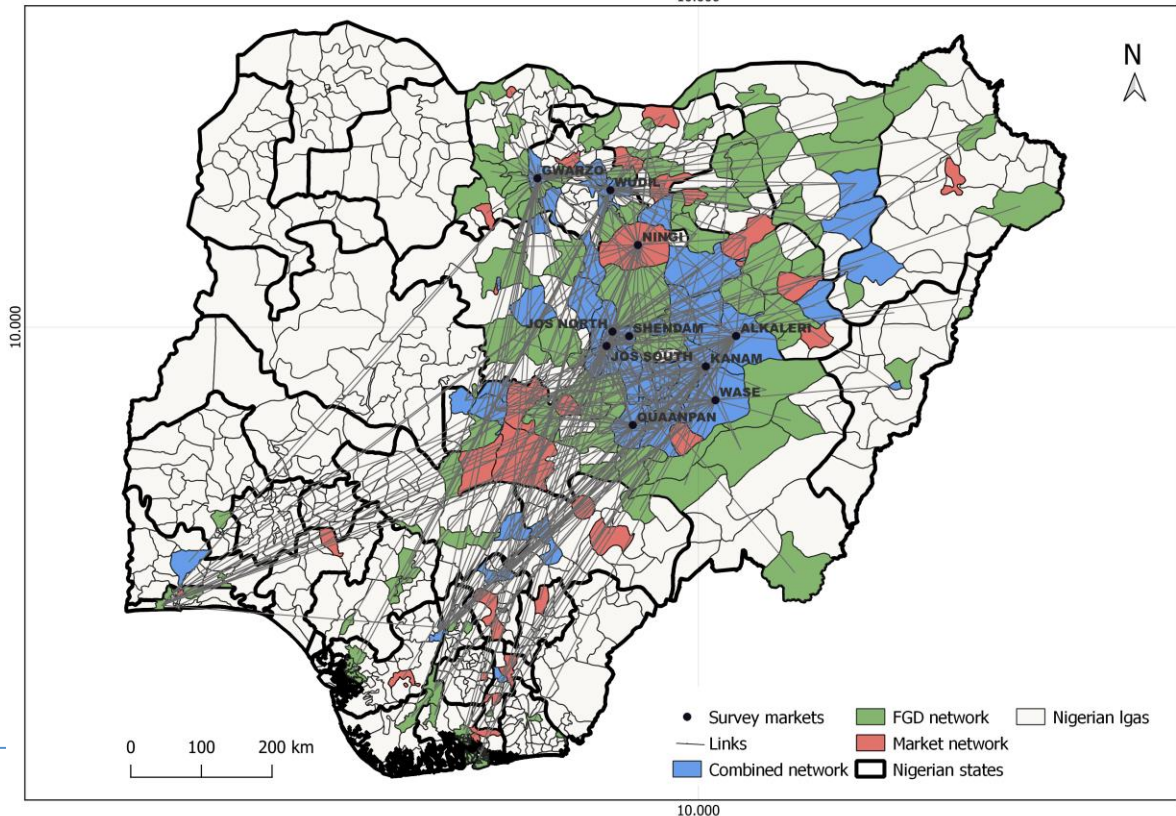 10.000
N
GWARZO
WUDIL
NINGI
JOS NORTH
SHENDAM
ALKALERI
10.000
JOS SOUTH
KANAM
WASE
QUAANPAN
Survey markets
FGD network
Nigerian lgas
0 100 200 km
Links
Market network
Combined network
Nigerian states
10.000